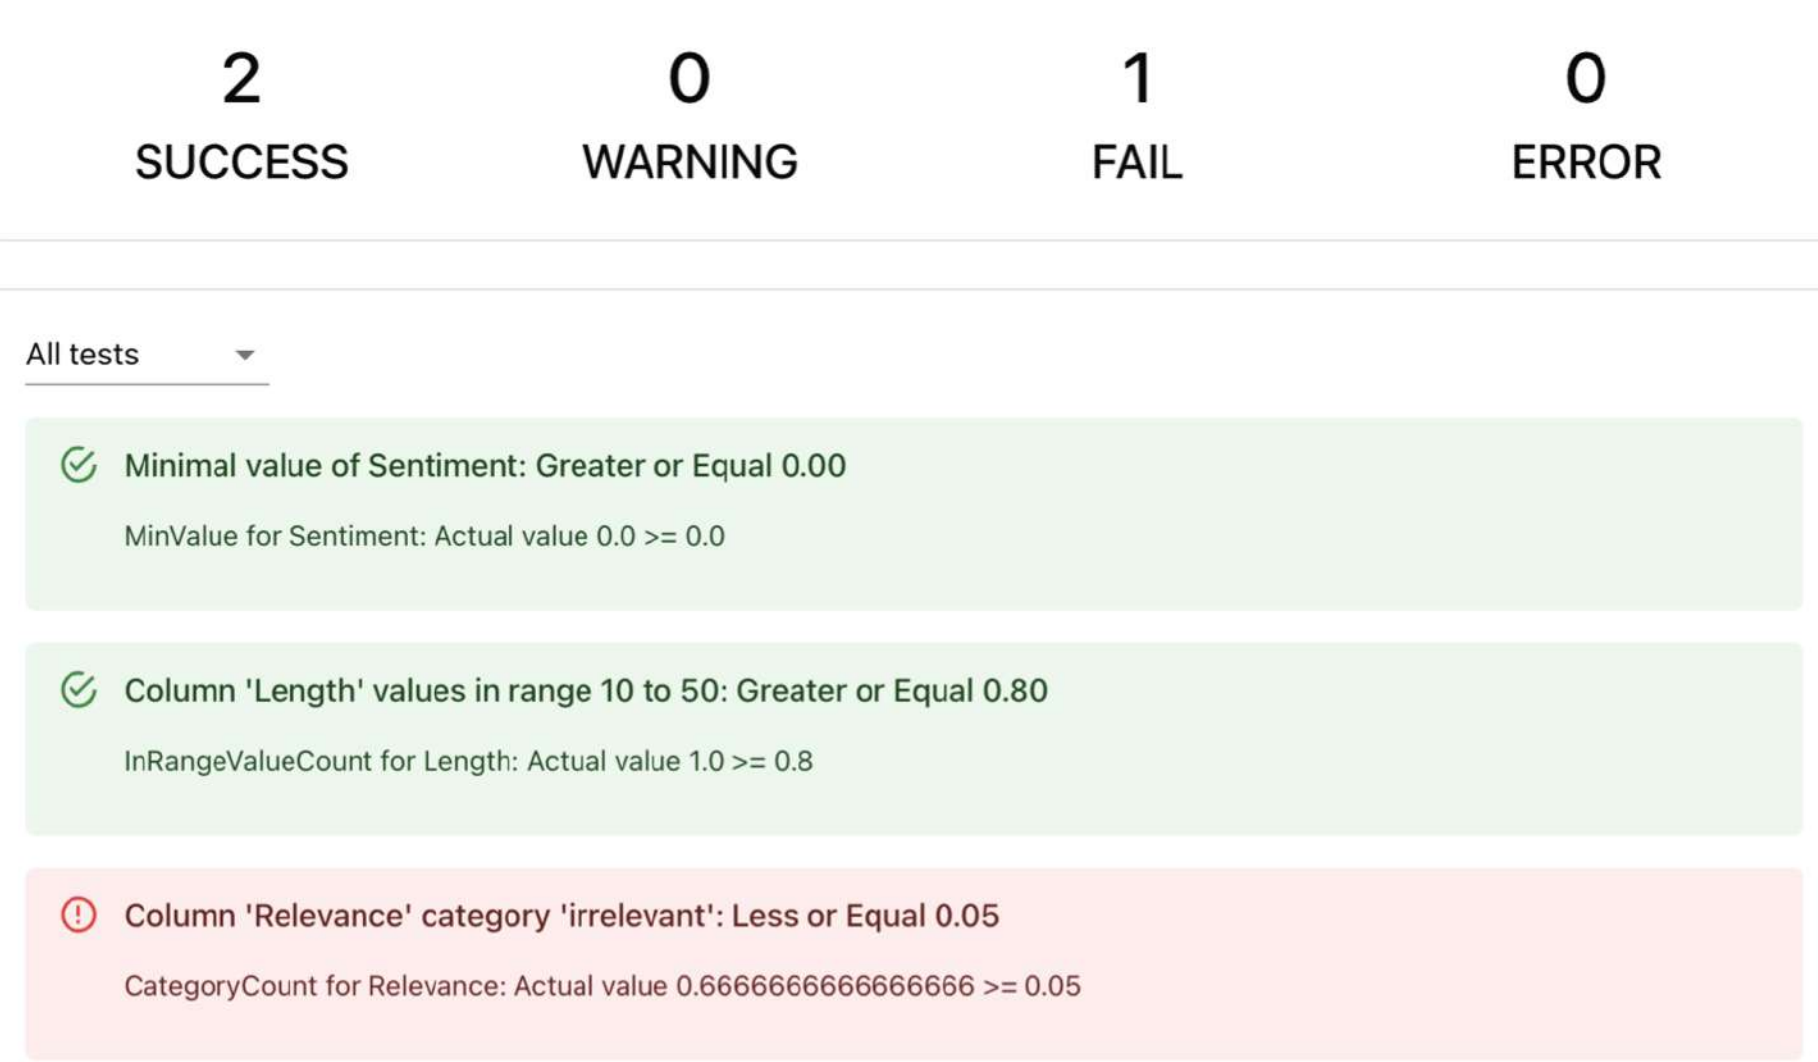 2 0 1 0
SUCCESS WARNING FAIL ERROR
All tests
Minimal value of Sentiment: Greater or Equal 0.00
MinValue for Sentiment: Actual value 0.0 >= 0.0
Column 'Length' values in range 10 to 50: Greater or Equal 0.80
InRangeValueCount for Length: Actual value 1.0 >= 0.8
Column 'Relevance' category 'irrelevant': Less or Equal 0.05
CategoryCount for Relevance: Actual value 0.6666666666666666 >= 0.05